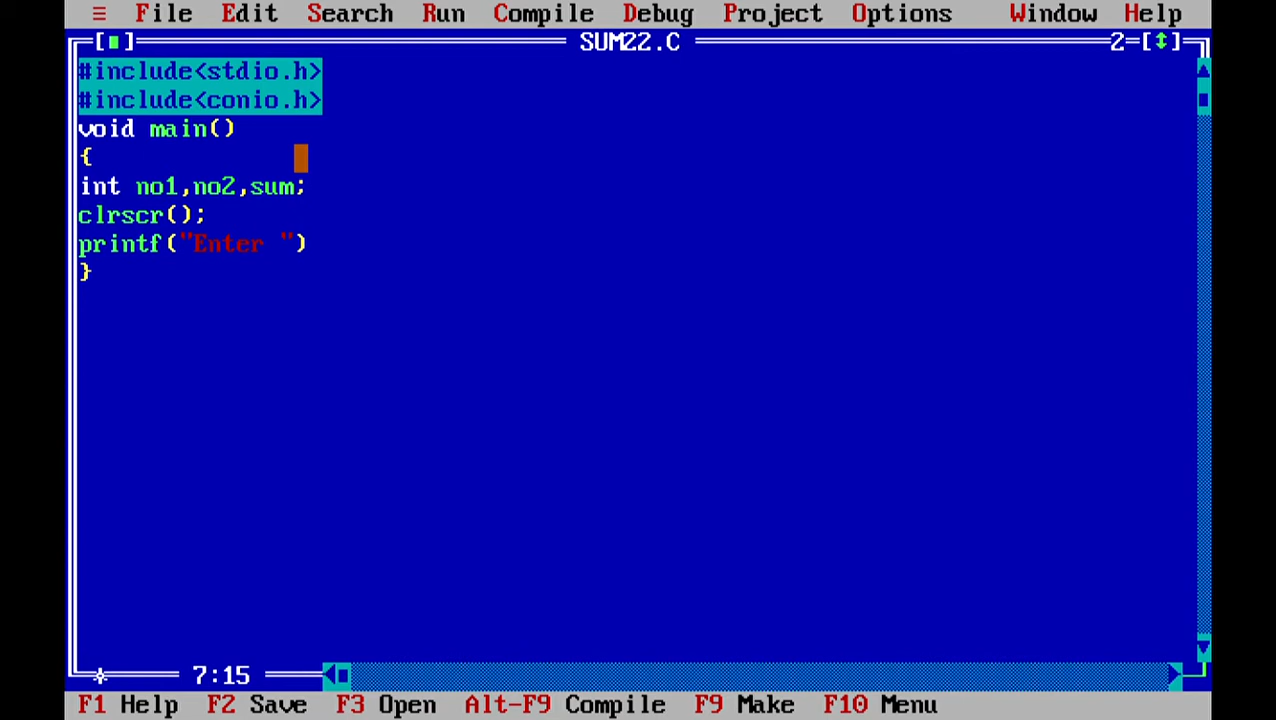 ≡ File Edit Search Run Compile Debug Project Options Window Help
[■] SUM22.C 2=[↕]
#include<stdio.h>
#include<conio.h>
void main()
{
int no1,no2,sum;
clrscr();
printf("Enter ")
}
7:15
F1 Help F2 Save F3 Open Alt-F9 Compile F9 Make F10 Menu